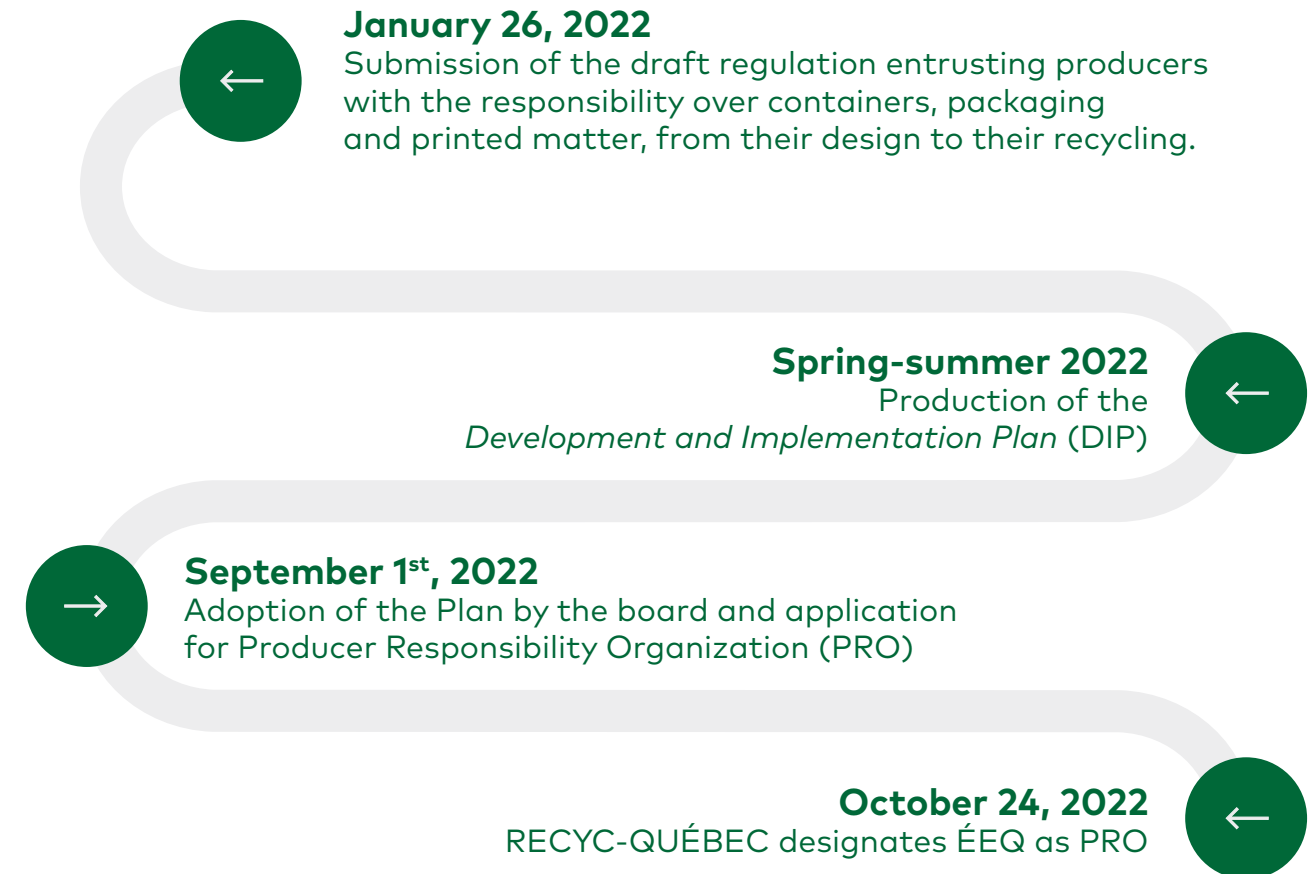 January 26, 2022
Submission of the draft regulation entrusting producers
with the responsibility over containers, packaging
and printed matter, from their design to their recycling.
Spring-summer 2022
Production of the
Development and Implementation Plan (DIP)
September 1st, 2022
Adoption of the Plan by the board and application
for Producer Responsibility Organization (PRO)
October 24, 2022
RECYC-QUÉBEC designates ÉEQ as PRO